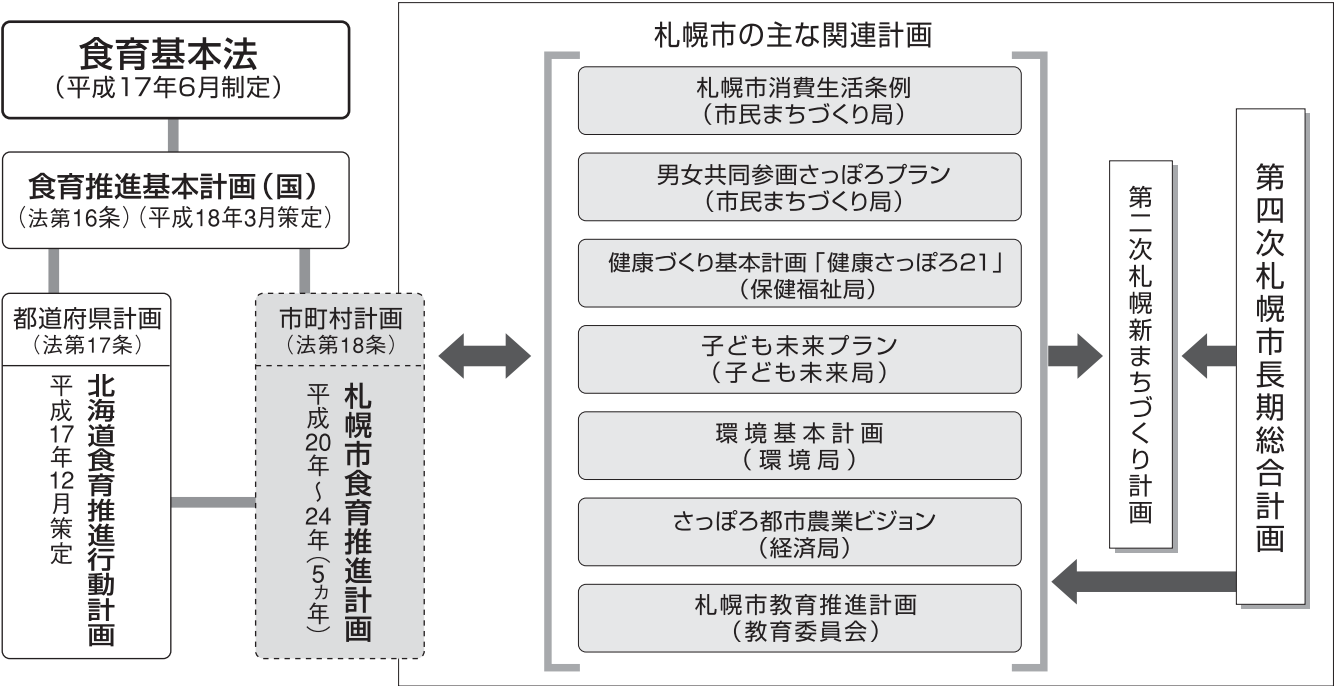 食育基本法
（平成17年6月制定）
食育推進基本計画（国）
（法第16条）（平成18年3月策定）
都道府県計画
（法第17条）
北海道食育推進行動計画
平成17年12月策定
市町村計画
（法第18条）
札幌市食育推進計画
平成20年～24年（5ヵ年）
札幌市の主な関連計画
札幌市消費生活条例
（市民まちづくり局）
男女共同参画さっぽろプラン
（市民まちづくり局）
健康づくり基本計画「健康さっぽろ21」
（保健福祉局）
子ども未来プラン
（子ども未来局）
環境基本計画
（環境局）
さっぽろ都市農業ビジョン
（経済局）
札幌市教育推進計画
（教育委員会）
第二次札幌新まちづくり計画
第四次札幌市長期総合計画